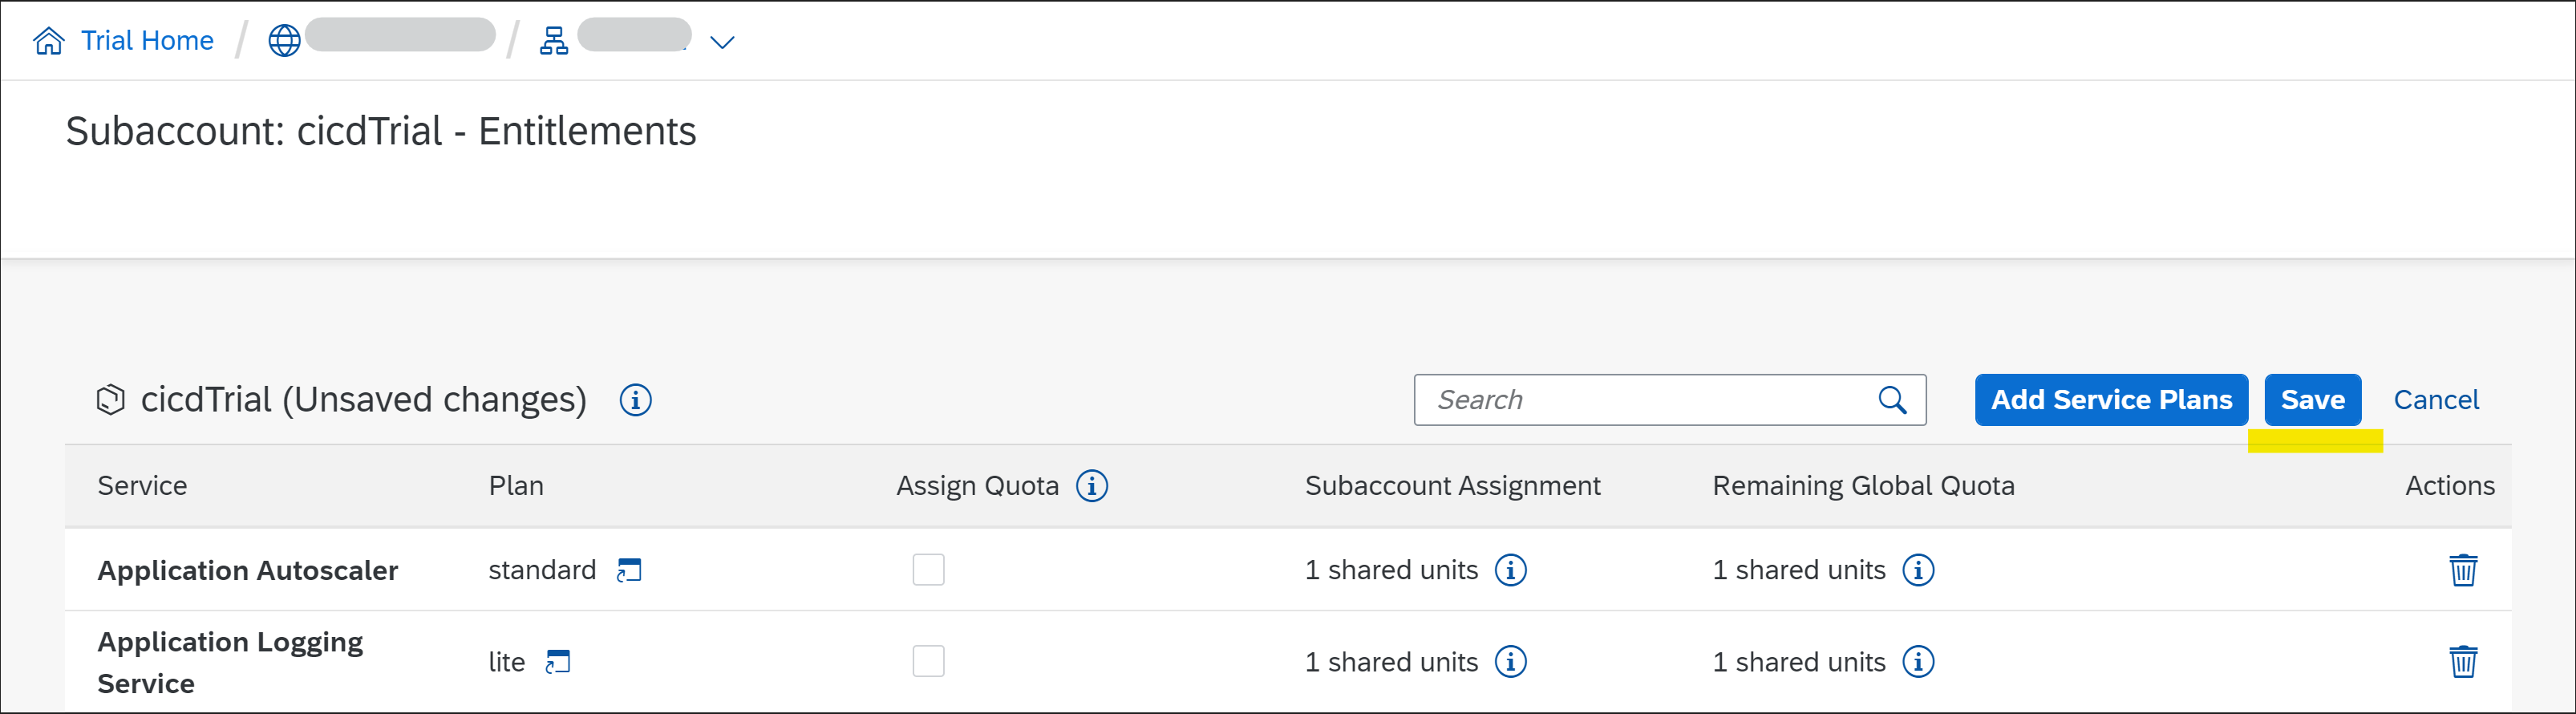 Trial Home
Subaccount: cicdTrial - Entitlements
cicdTrial (Unsaved changes)
Search
Add Service Plans
Save
Cancel
Service
Plan
Assign Quota
Subaccount Assignment
Remaining Global Quota
Actions
Application Autoscaler
standard
1 shared units
1 shared units
Application Logging
Service
lite
1 shared units
1 shared units